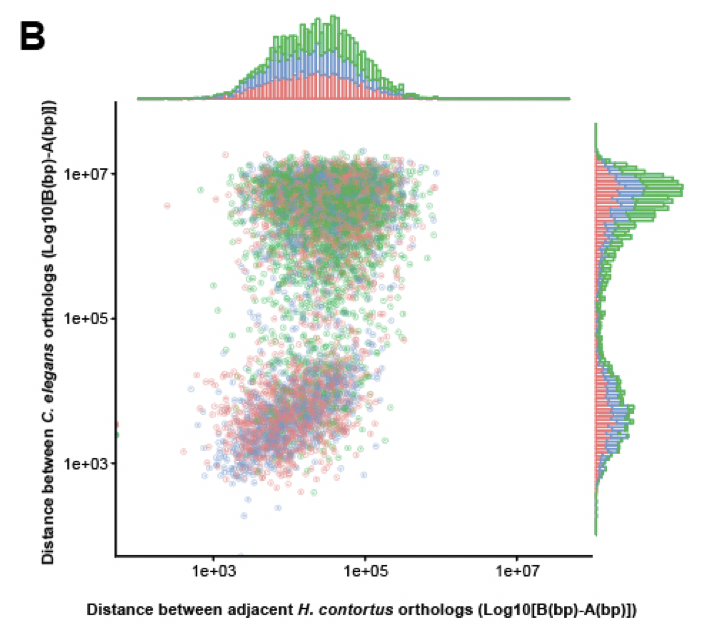 B
Distance between C. elegans orthologs (Log10[B(bp)-A(bp)])
1e+07
1e+05
1e+03
1e+03 1e+05 1e+07
Distance between adjacent H. contortus orthologs (Log10[B(bp)-A(bp)])